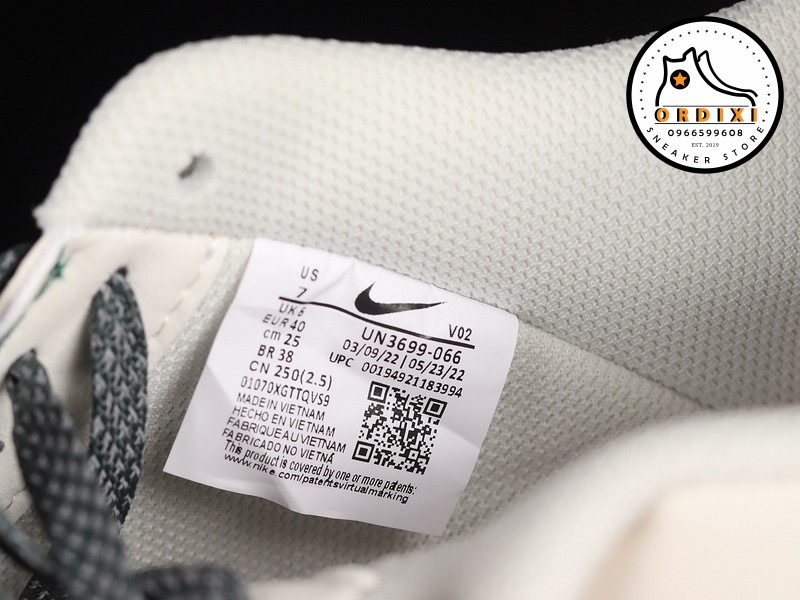 ORDIXI
0966599608
EST. 2019
SNEAKER STORE
US
7
UK 6
EUR 40
cm 25
BR 38
CN 250(2.5)
01070XGTTQVS9
MADE IN VIETNAM
HECHO EN VIETNAM
FABRIQUE AU VIETNAM
FABRICADO NO VIETNÃ
This product is covered by one or more patents:
www.nike.com/patentsvirtualmarking
V02
UN3699-066
03/09/22 | 05/23/22
UPC 00194921183994